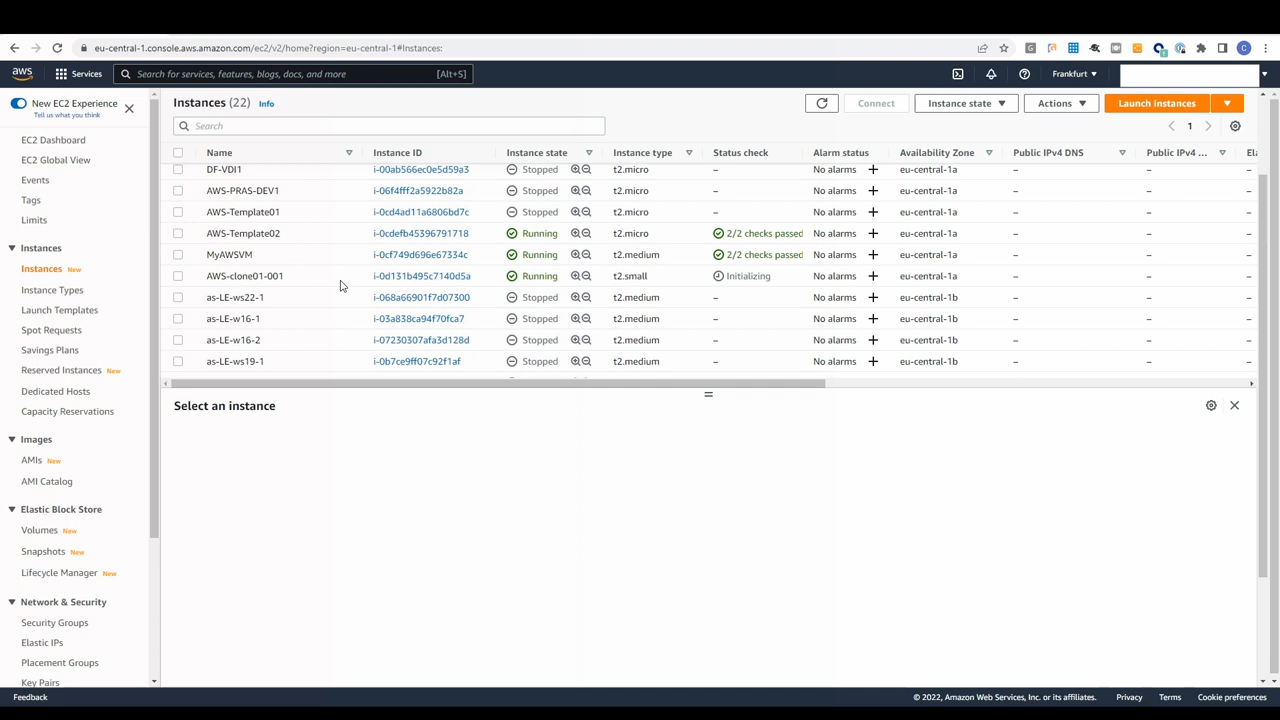 eu-central-1.console.aws.amazon.com/ec2/v2/home?region=eu-central-1#Instances:
aws Services Search for services, features, blogs, docs, and more [Alt+S] Frankfurt
New EC2 Experience
Tell us what you think
EC2 Dashboard
EC2 Global View
Events
Tags
Limits
Instances
Instances New
Instance Types
Launch Templates
Spot Requests
Savings Plans
Reserved Instances New
Dedicated Hosts
Capacity Reservations
Images
AMIs New
AMI Catalog
Elastic Block Store
Volumes New
Snapshots New
Lifecycle Manager New
Network & Security
Security Groups
Elastic IPs
Placement Groups
Key Pairs
Instances (22) Info Connect Instance state Actions Launch instances
Search 1
Name Instance ID Instance state Instance type Status check Alarm status Availability Zone Public IPv4 DNS Public IPv4 ... Ela
DF-VDI1 i-00ab566ec0e5d59a3 Stopped t2.micro – No alarms + eu-central-1a – – –
AWS-PRAS-DEV1 i-06f4fff2a5922b82a Stopped t2.micro – No alarms + eu-central-1a – – –
AWS-Template01 i-0cd4ad11a6806bd7c Stopped t2.micro – No alarms + eu-central-1a – – –
AWS-Template02 i-0cdefb45396791718 Running t2.micro 2/2 checks passed No alarms + eu-central-1a – – –
MyAWSVM i-0cf749d696e67334c Running t2.medium 2/2 checks passed No alarms + eu-central-1a – – –
AWS-clone01-001 i-0d131b495c7140d5a Running t2.small Initializing No alarms + eu-central-1a – – –
as-LE-ws22-1 i-068a66901f7d07300 Stopped t2.medium – No alarms + eu-central-1b – – –
as-LE-w16-1 i-03a838ca94f70fca7 Stopped t2.medium – No alarms + eu-central-1b – – –
as-LE-w16-2 i-07230307afa3d128d Stopped t2.medium – No alarms + eu-central-1b – – –
as-LE-ws19-1 i-0b7ce9ff07c92f1af Stopped t2.medium – No alarms + eu-central-1b – – –
Select an instance
Feedback © 2022, Amazon Web Services, Inc. or its affiliates. Privacy Terms Cookie preferences